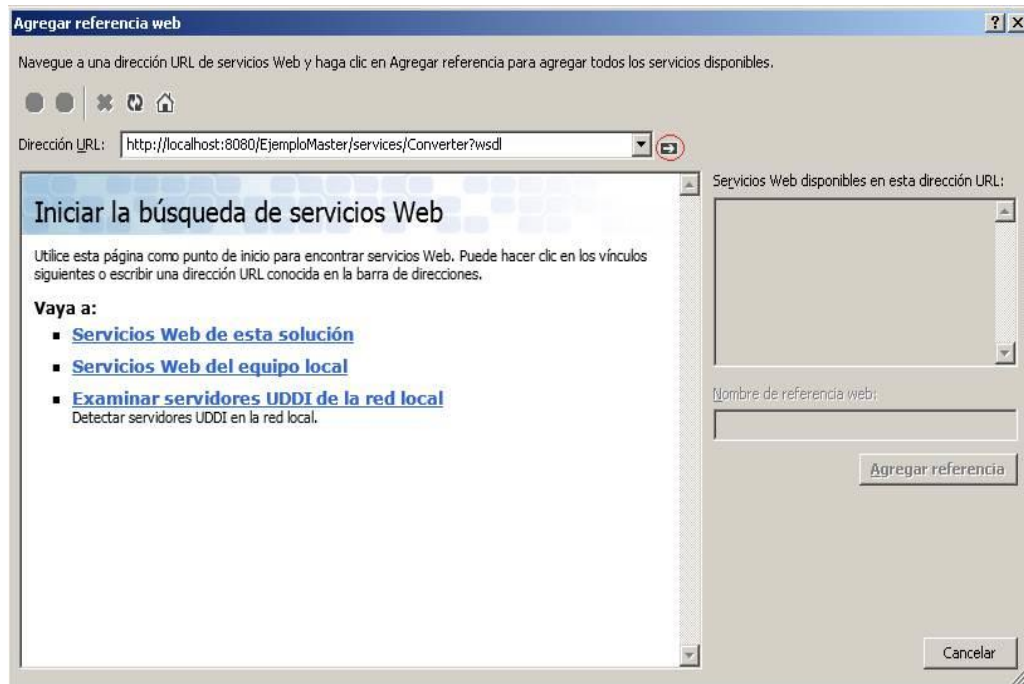 Agregar referencia web
Navegue a una dirección URL de servicios Web y haga clic en Agregar referencia para agregar todos los servicios disponibles.
Dirección URL: http://localhost:8080/EjemploMaster/services/Converter?wsdl
Iniciar la búsqueda de servicios Web
Utilice esta página como punto de inicio para encontrar servicios Web. Puede hacer clic en los vínculos
siguientes o escribir una dirección URL conocida en la barra de direcciones.
Vaya a:
Servicios Web de esta solución
Servicios Web del equipo local
Examinar servidores UDDI de la red local
Detectar servidores UDDI en la red local.
Servicios Web disponibles en esta dirección URL:
Nombre de referencia web:
Agregar referencia
Cancelar